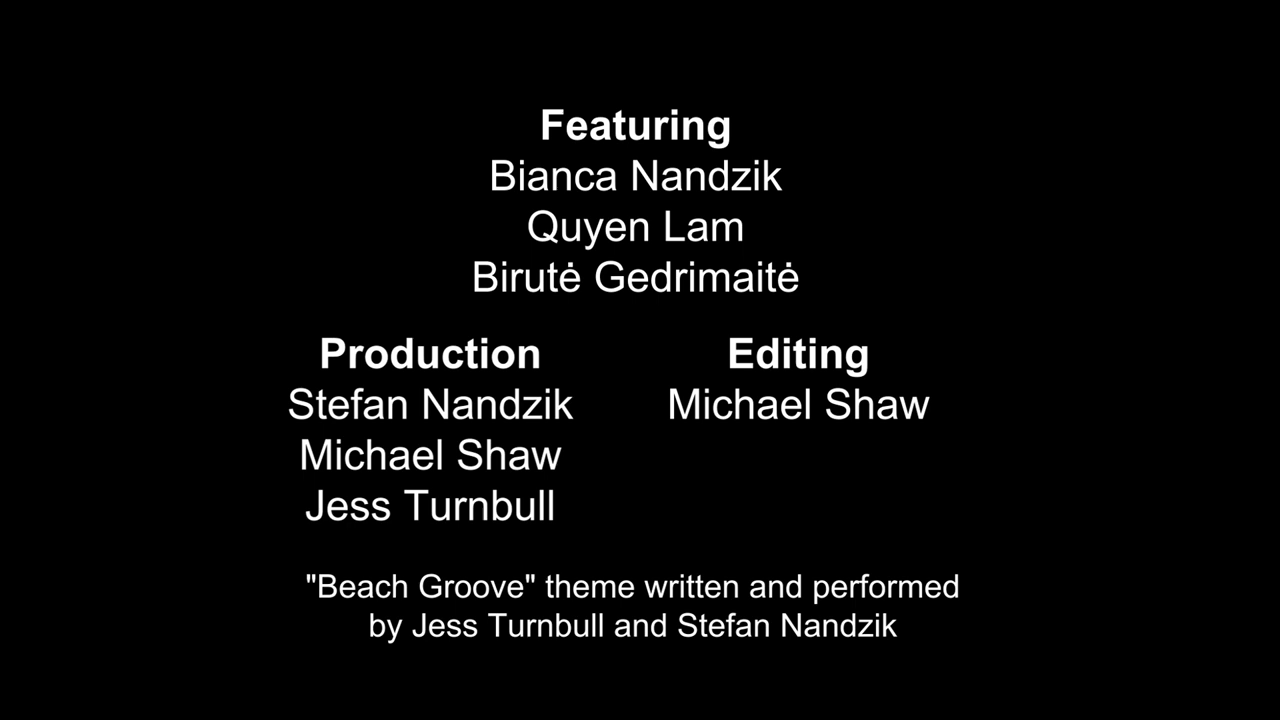 Featuring
Bianca Nandzik
Quyen Lam
Birutė Gedrimaitė
Production
Stefan Nandzik
Michael Shaw
Jess Turnbull
Editing
Michael Shaw
"Beach Groove" theme written and performed
by Jess Turnbull and Stefan Nandzik